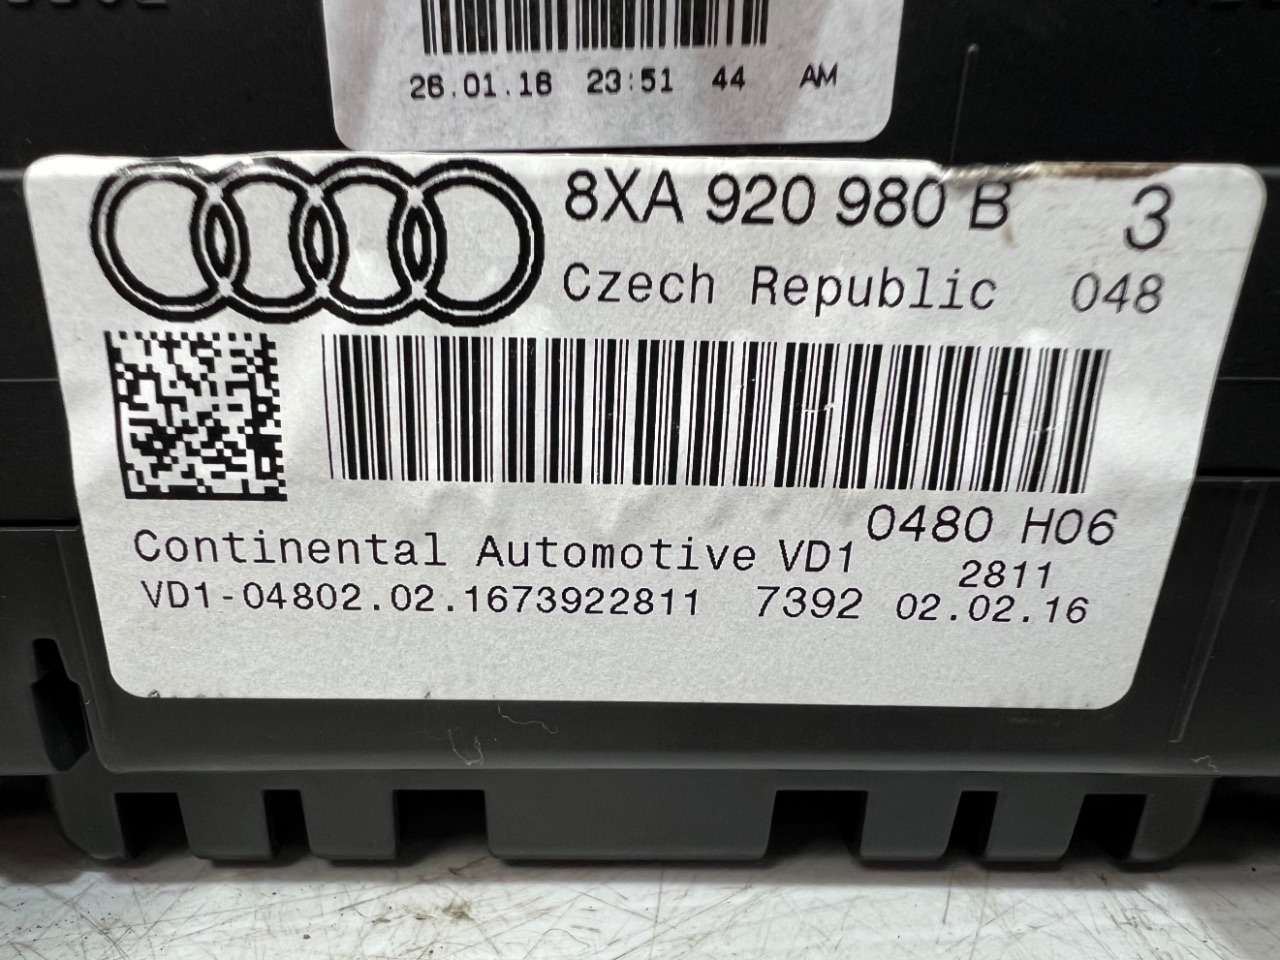 26.01.16 23:51 44 AM
8XA 920 980 B 3
Czech Republic 048
0480 H06
Continental Automotive VD1 2811
VD1-04802.02.1673922811 7392 02.02.16